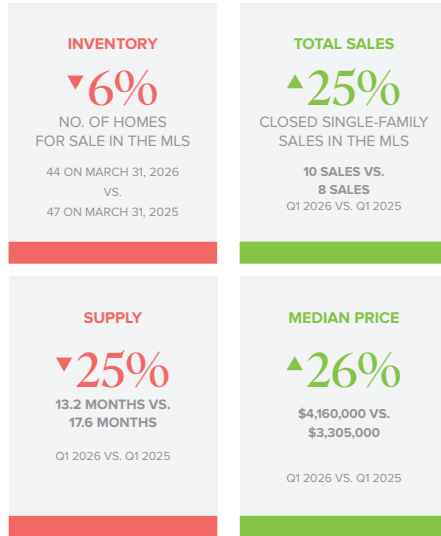 INVENTORY
▼6%
NO. OF HOMES
FOR SALE IN THE MLS
44 ON MARCH 31, 2026
VS.
47 ON MARCH 31, 2025
TOTAL SALES
▲25%
CLOSED SINGLE-FAMILY
SALES IN THE MLS
10 SALES VS.
8 SALES
Q1 2026 VS. Q1 2025
SUPPLY
▼25%
13.2 MONTHS VS.
17.6 MONTHS
Q1 2026 VS. Q1 2025
MEDIAN PRICE
▲26%
$4,160,000 VS.
$3,305,000
Q1 2026 VS. Q1 2025